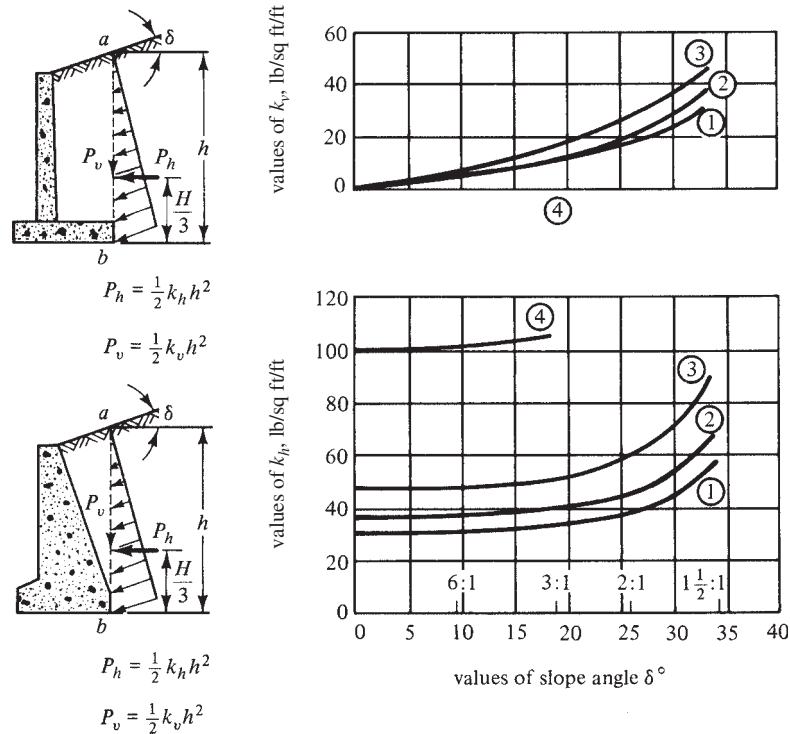 a
δ
P_v
P_h
h
H/3
b
P_h = 1/2 k_h h²
P_v = 1/2 k_v h²
a
δ
P_v
P_h
h
H/3
b
P_h = 1/2 k_h h²
P_v = 1/2 k_v h²
values of k_v, lb/sq ft/ft
60
40
20
0
③
②
①
④
values of k_h, lb/sq ft/ft
120
100
80
60
40
20
0
④
③
②
①
6:1 3:1 2:1 1 1/2:1
0 5 10 15 20 25 30 35 40
values of slope angle δ°